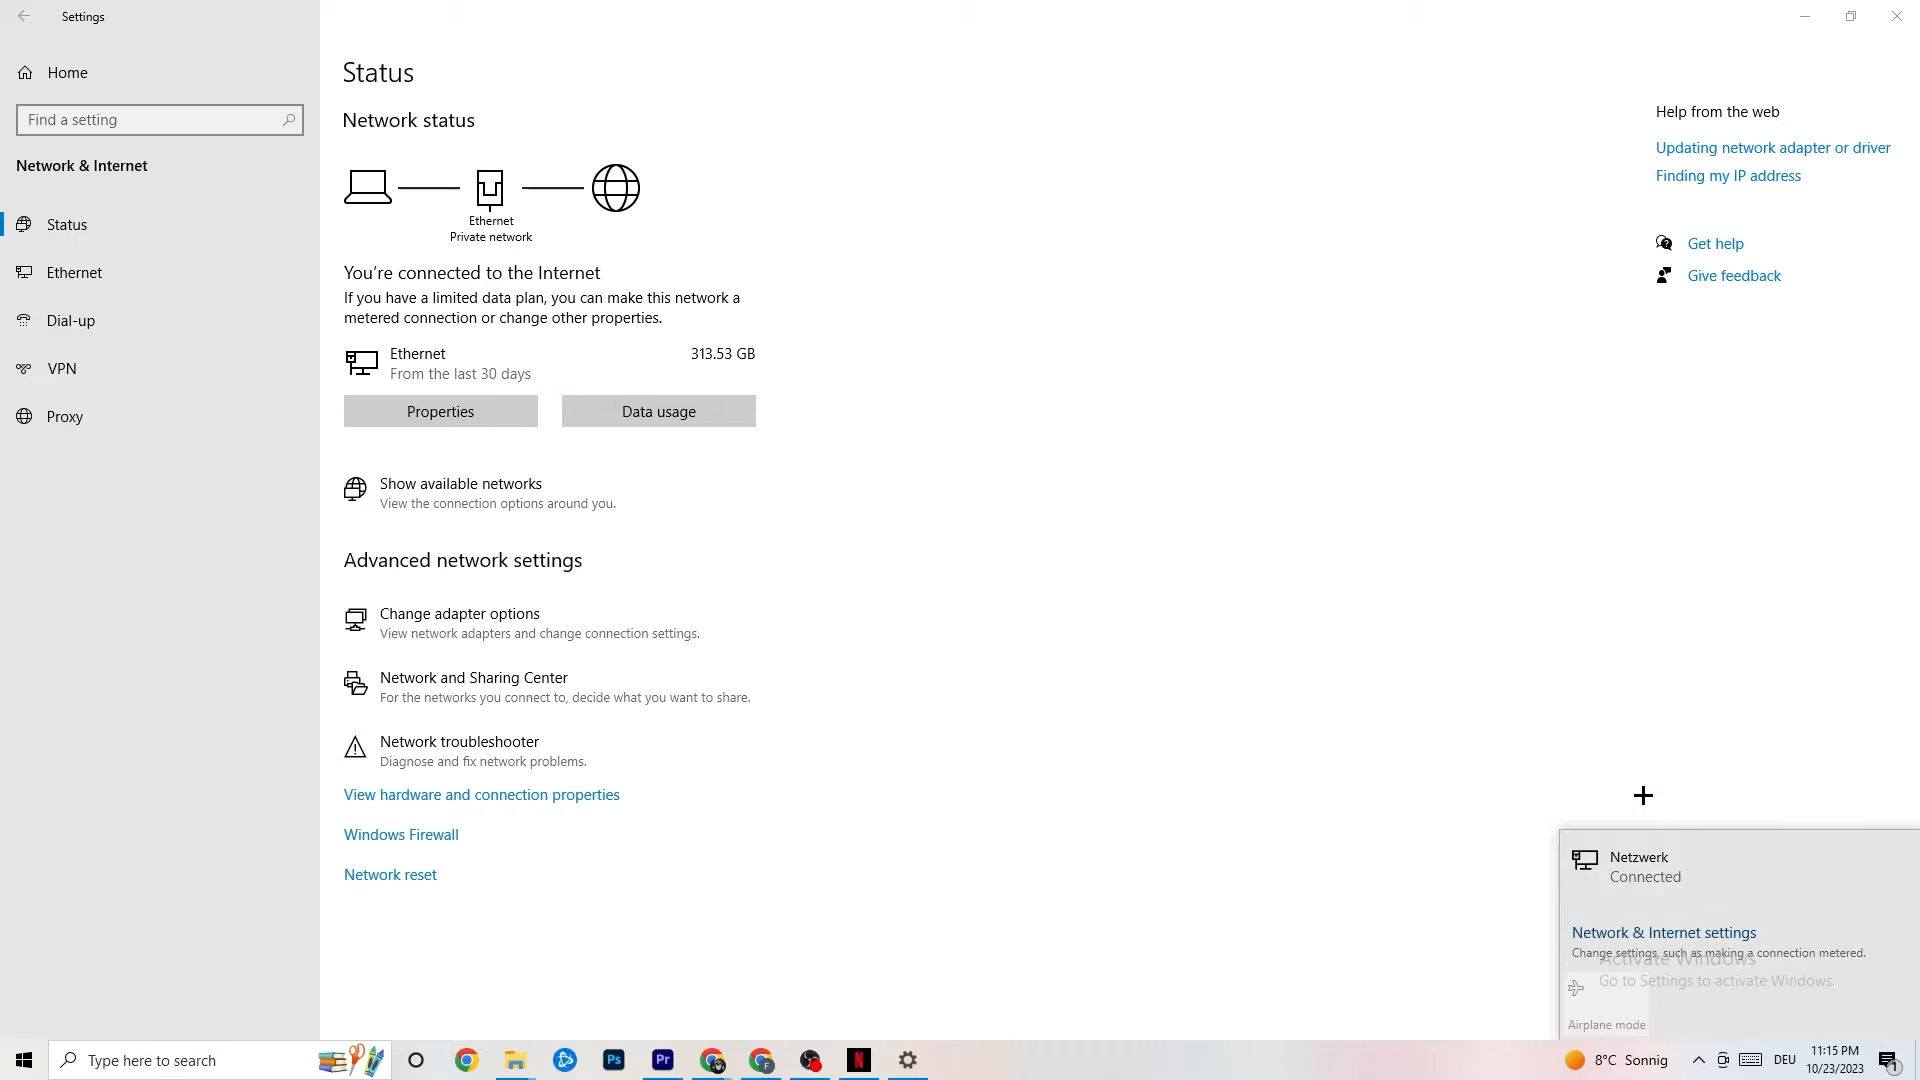 Settings
Home
Find a setting
Network & Internet
Status
Ethernet
Dial-up
VPN
Proxy
Status
Network status
Ethernet
Private network
You're connected to the Internet
If you have a limited data plan, you can make this network a
metered connection or change other properties.
Ethernet 313.53 GB
From the last 30 days
Properties Data usage
Show available networks
View the connection options around you.
Advanced network settings
Change adapter options
View network adapters and change connection settings.
Network and Sharing Center
For the networks you connect to, decide what you want to share.
Network troubleshooter
Diagnose and fix network problems.
View hardware and connection properties
Windows Firewall
Network reset
Help from the web
Updating network adapter or driver
Finding my IP address
Get help
Give feedback
Netzwerk
Connected
Network & Internet settings
Change settings, such as making a connection metered.
Activate Windows
Go to Settings to activate Windows.
Airplane mode
Type here to search
Ps
Pr
F
N
8°C Sonnig
DEU
11:15 PM
10/23/2023
1